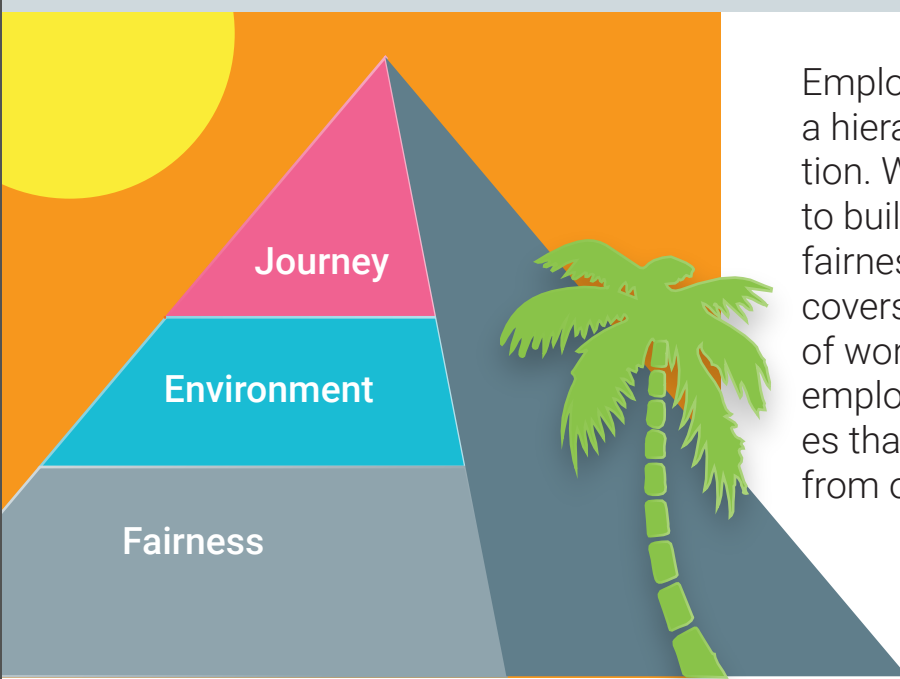 Journey
Environment
Fairness
Emplo
a hiera
tion. W
to buil
fairnes
covers
of wor
emplo
es tha
from